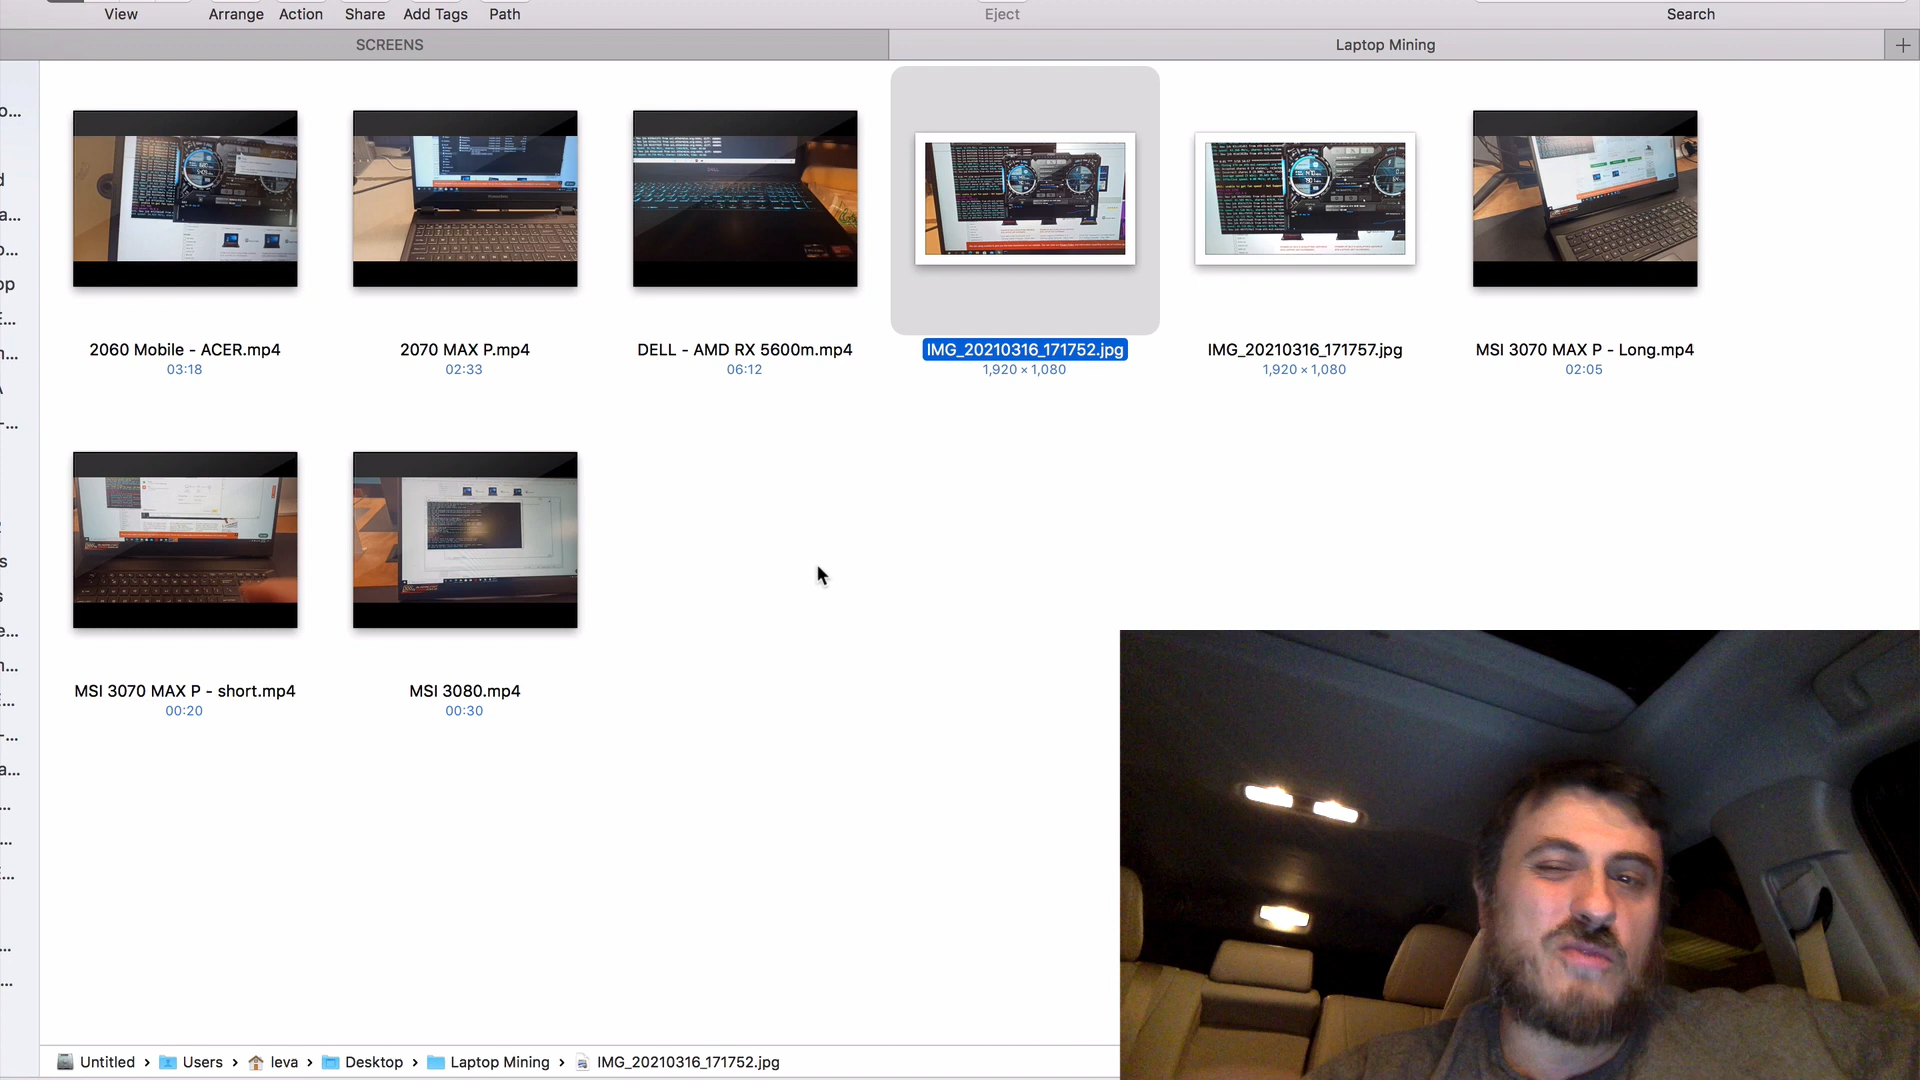 View Arrange Action Share Add Tags Path Eject Search
SCREENS Laptop Mining
2060 Mobile - ACER.mp4
03:18
2070 MAX P.mp4
02:33
DELL - AMD RX 5600m.mp4
06:12
IMG_20210316_171752.jpg
1,920 × 1,080
IMG_20210316_171757.jpg
1,920 × 1,080
MSI 3070 MAX P - Long.mp4
02:05
MSI 3070 MAX P - short.mp4
00:20
MSI 3080.mp4
00:30
Untitled › Users › leva › Desktop › Laptop Mining › IMG_20210316_171752.jpg